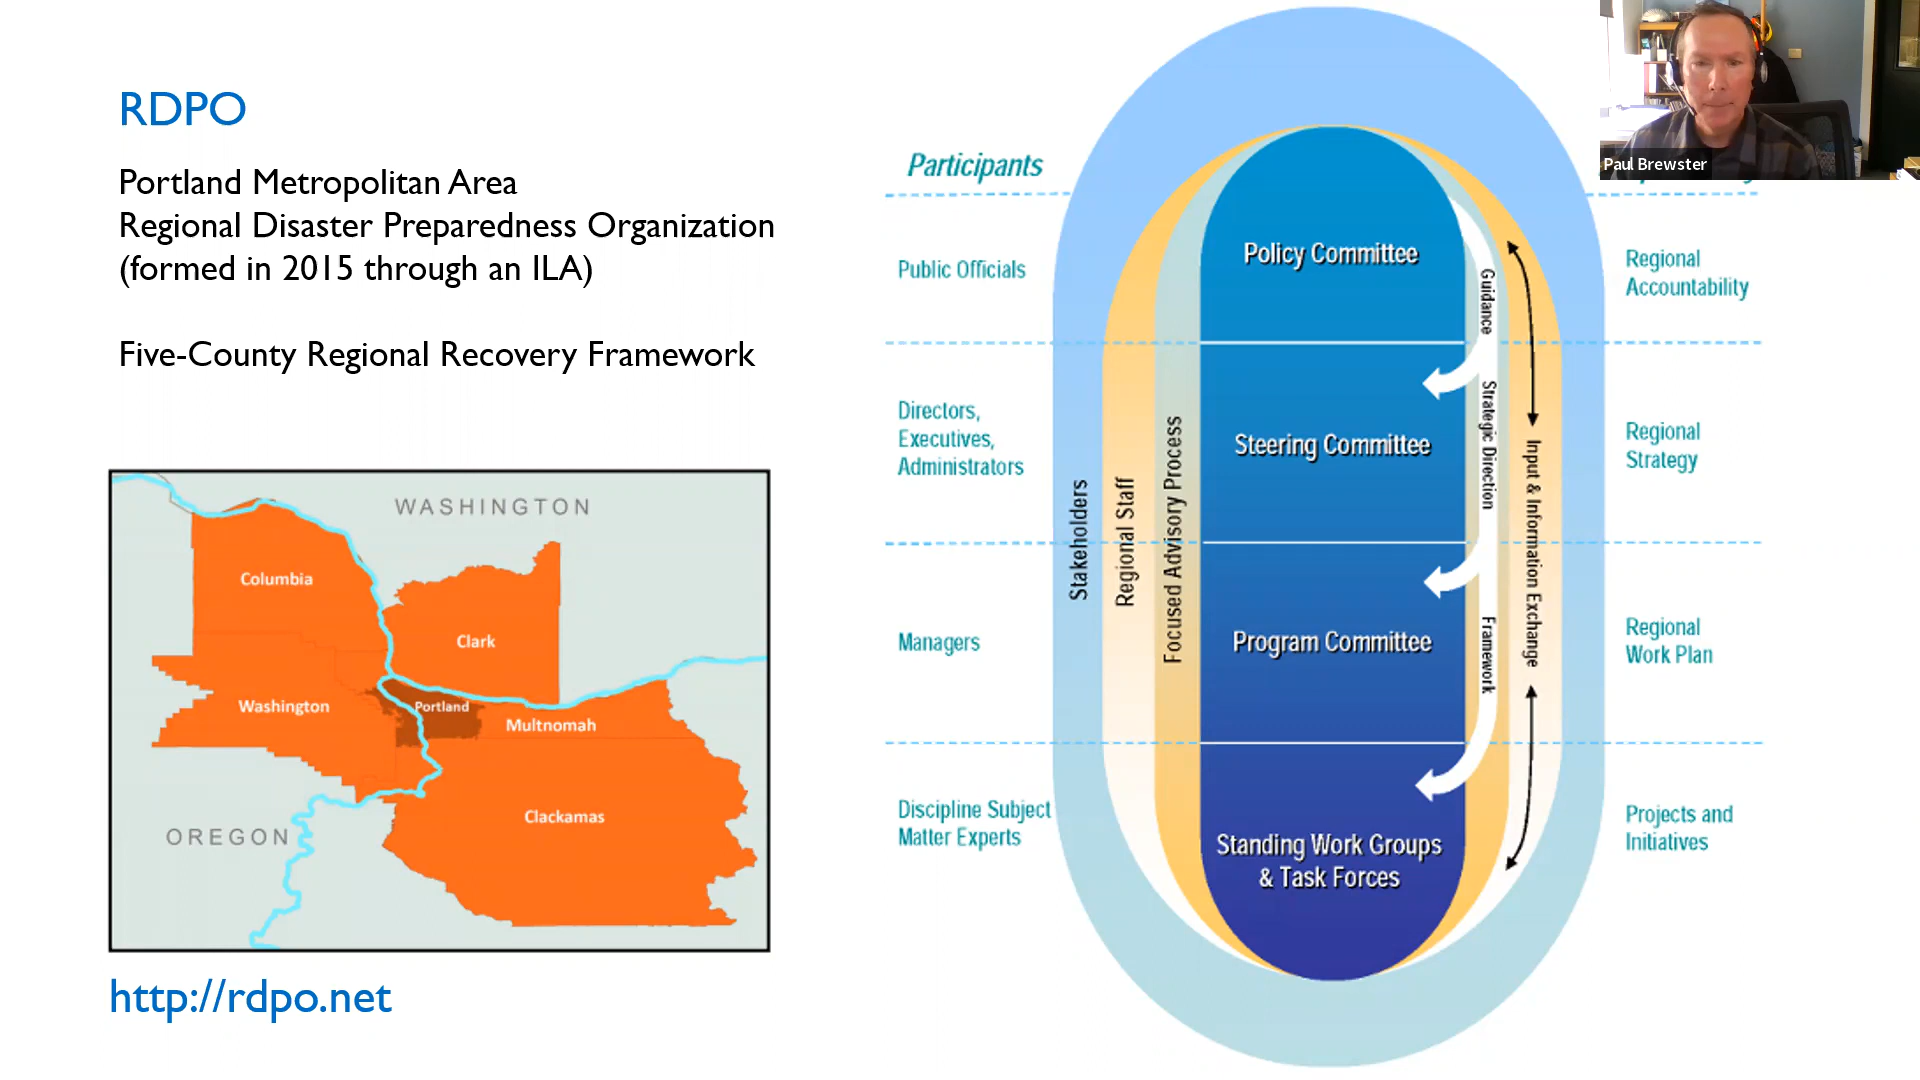 RDPO
Portland Metropolitan Area
Regional Disaster Preparedness Organization
(formed in 2015 through an ILA)
Five-County Regional Recovery Framework
WASHINGTON
Columbia
Clark
Washington
Portland
Multnomah
Clackamas
OREGON
http://rdpo.net
Participants
Public Officials
Directors,
Executives,
Administrators
Managers
Discipline Subject
Matter Experts
Stakeholders
Regional Staff
Focused Advisory Process
Policy Committee
Steering Committee
Program Committee
Standing Work Groups
& Task Forces
Guidance
Strategic Direction
Framework
Input & Information Exchange
Regional
Accountability
Regional
Strategy
Regional
Work Plan
Projects and
Initiatives
Paul Brewster